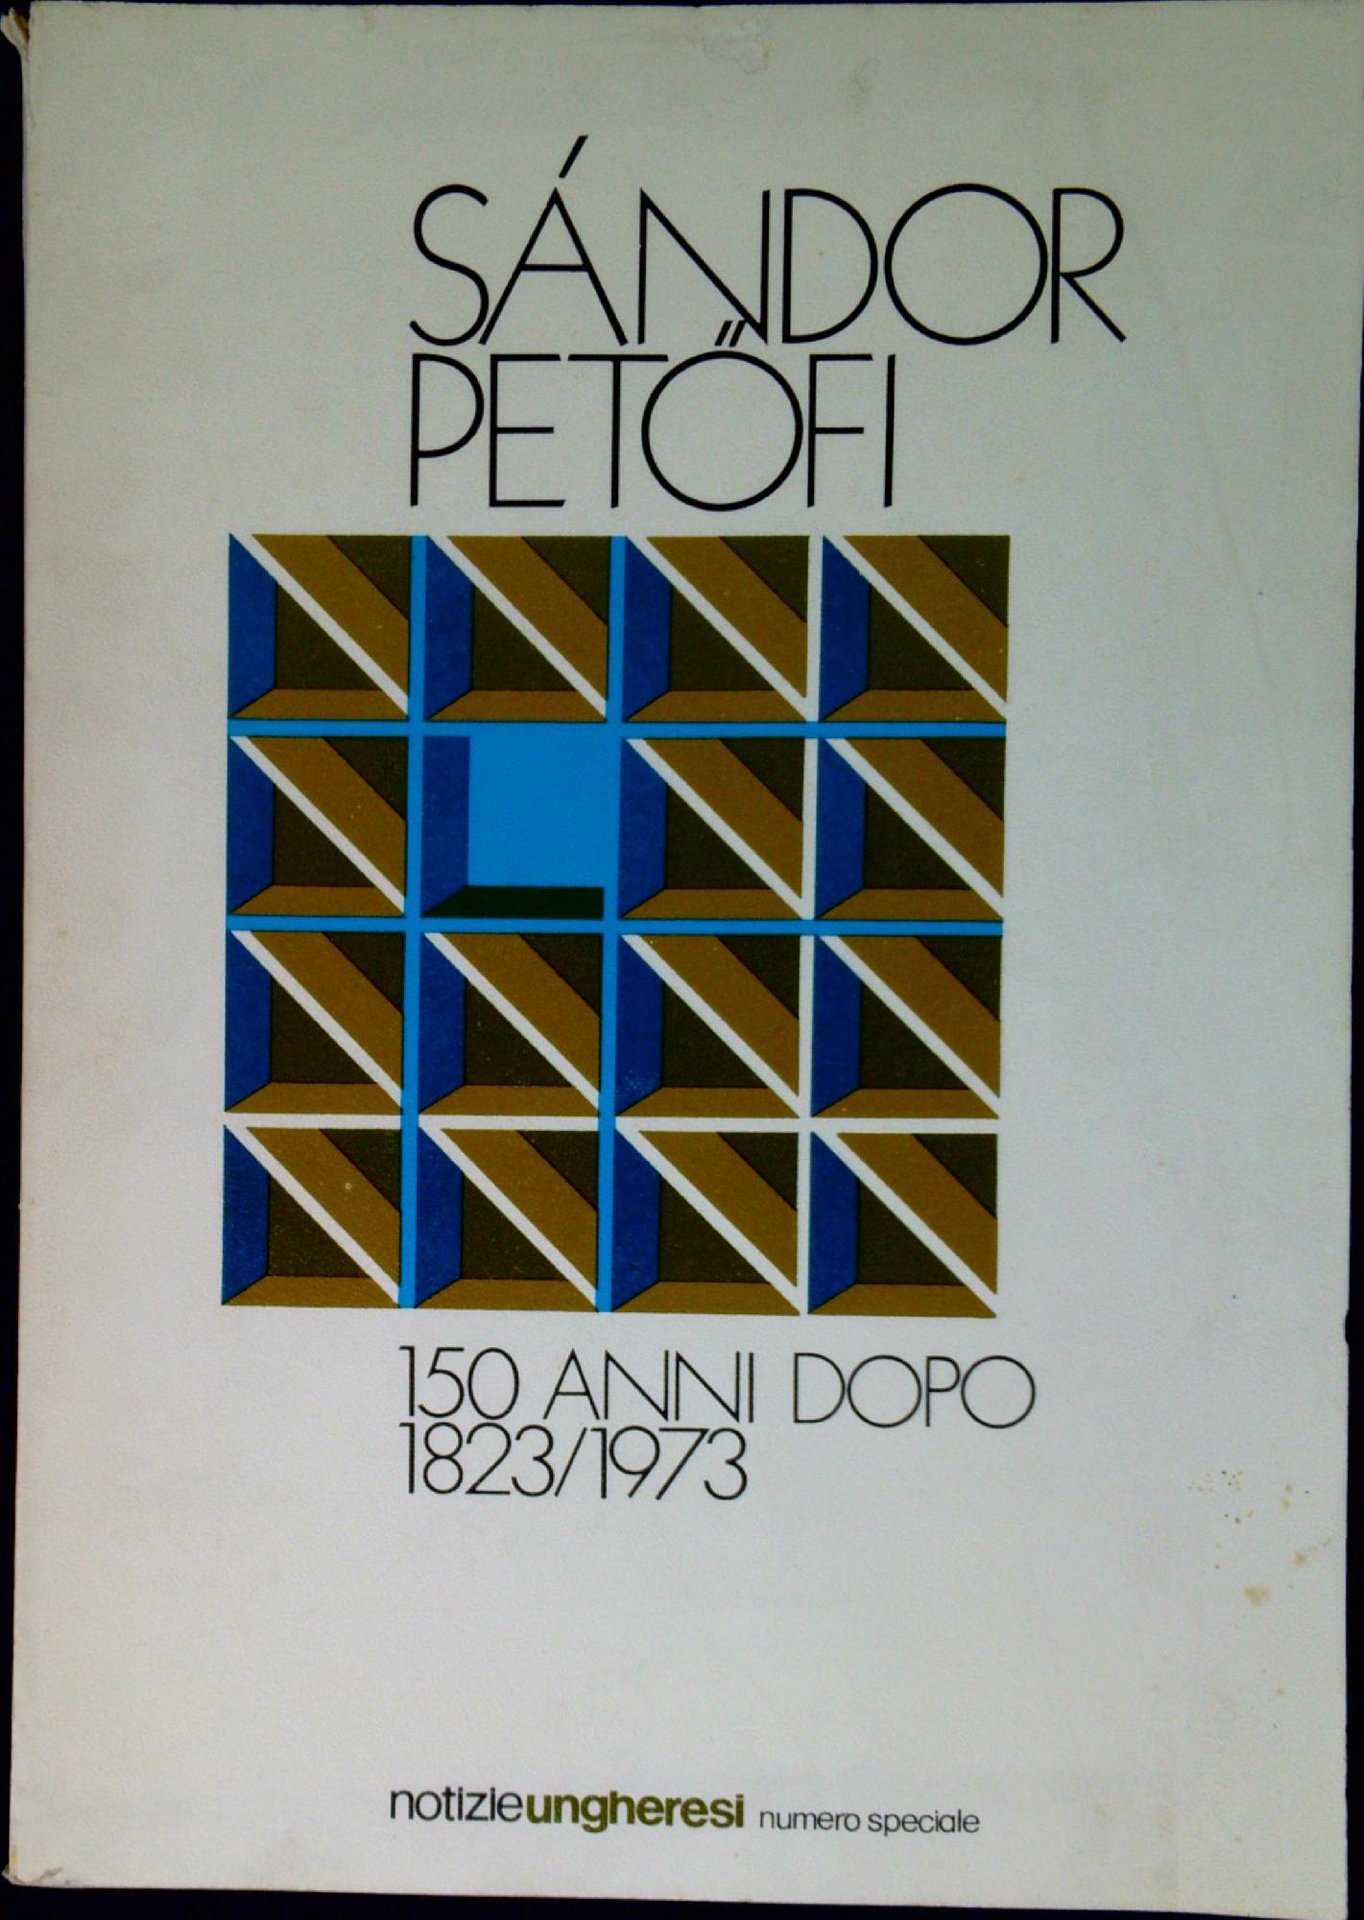 SÁNDOR
PETŐFI
150 ANNI DOPO
1823/1973
notizieungheresi numero speciale